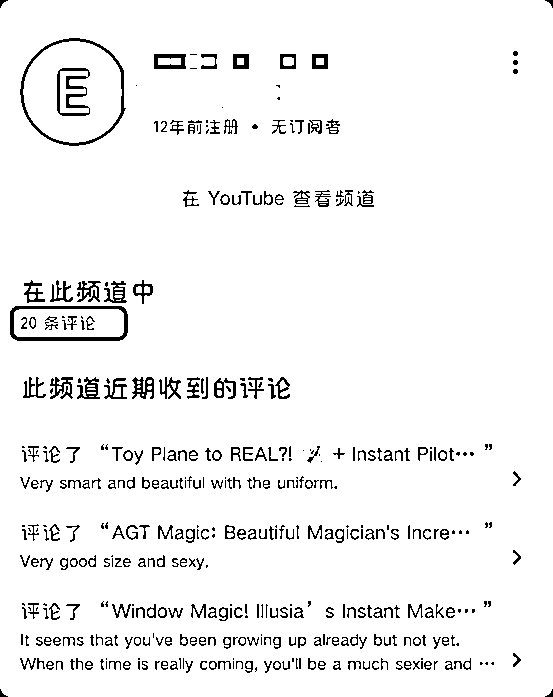 E
12年前注册 • 无订阅者
在 YouTube 查看频道
在此频道中
20 条评论
此频道近期收到的评论
评论了 “Toy Plane to REAL?! + Instant Pilot… ”
Very smart and beautiful with the uniform.
评论了 “AGT Magic: Beautiful Magician's Incre… ”
Very good size and sexy.
评论了 “Window Magic! Illusia’s Instant Make… ”
It seems that you've been growing up already but not yet.
When the time is really coming, you'll be a much sexier and …